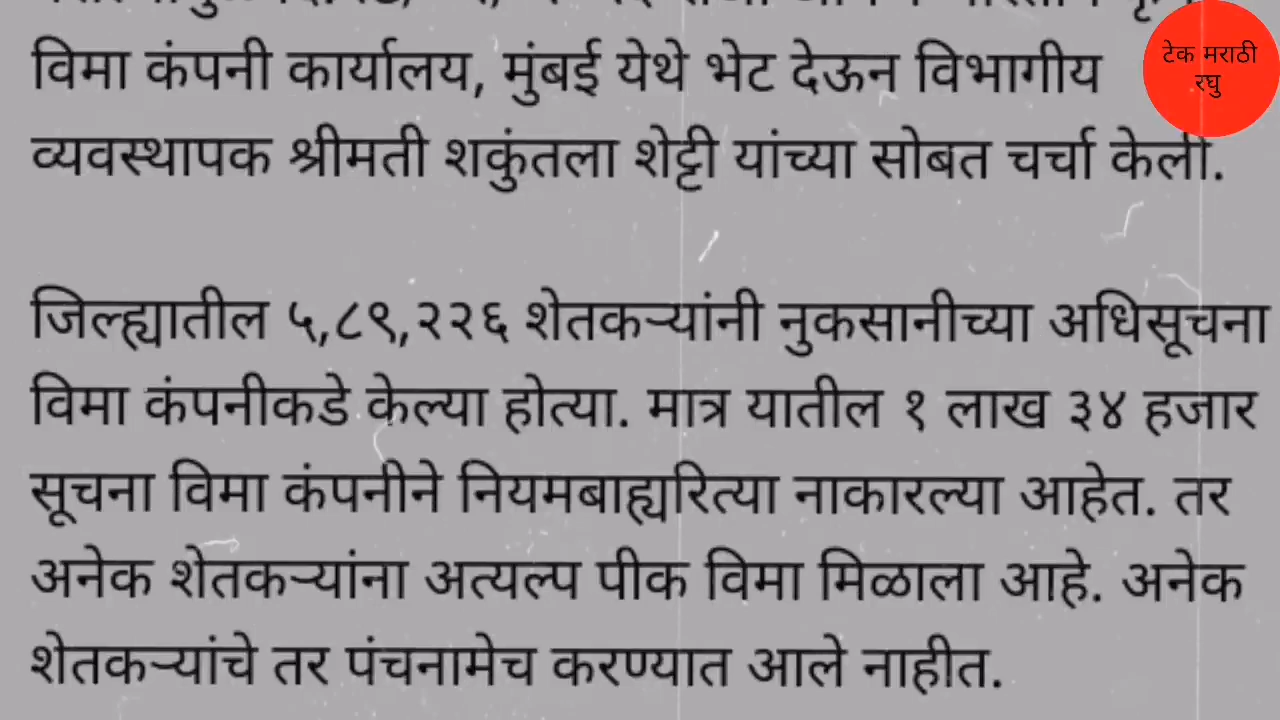 विमा कंपनी कार्यालय, मुंबई येथे भेट देऊन विभागीय
व्यवस्थापक श्रीमती शकुंतला शेट्टी यांच्या सोबत चर्चा केली.
जिल्ह्यातील ५,८९,२२६ शेतकऱ्यांनी नुकसानीच्या अधिसूचना
विमा कंपनीकडे केल्या होत्या. मात्र यातील १ लाख ३४ हजार
सूचना विमा कंपनीने नियमबाह्यरित्या नाकारल्या आहेत. तर
अनेक शेतकऱ्यांना अत्यल्प पीक विमा मिळाला आहे. अनेक
शेतकऱ्यांचे तर पंचनामेच करण्यात आले नाहीत.
टेक मराठी
रघु